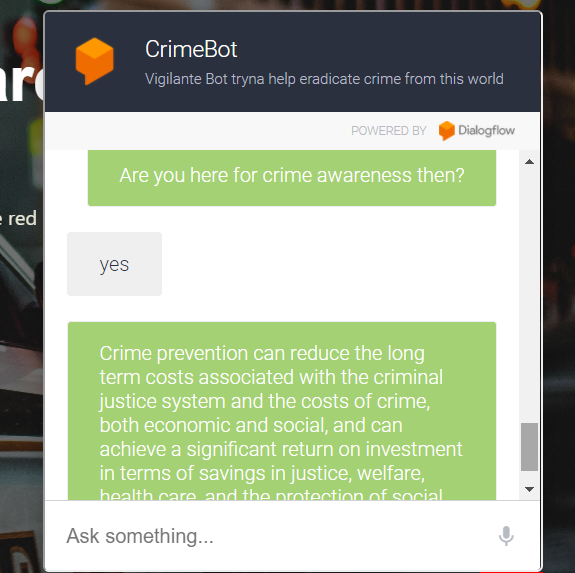 CrimeBot
Vigilante Bot tryna help eradicate crime from this world
POWERED BY Dialogflow
Are you here for crime awareness then?
red
yes
Crime prevention can reduce the long
term costs associated with the criminal
justice system and the costs of crime,
both economic and social, and can
achieve a significant return on investment
in terms of savings in justice, welfare,
health care, and the protection of social
Ask something...